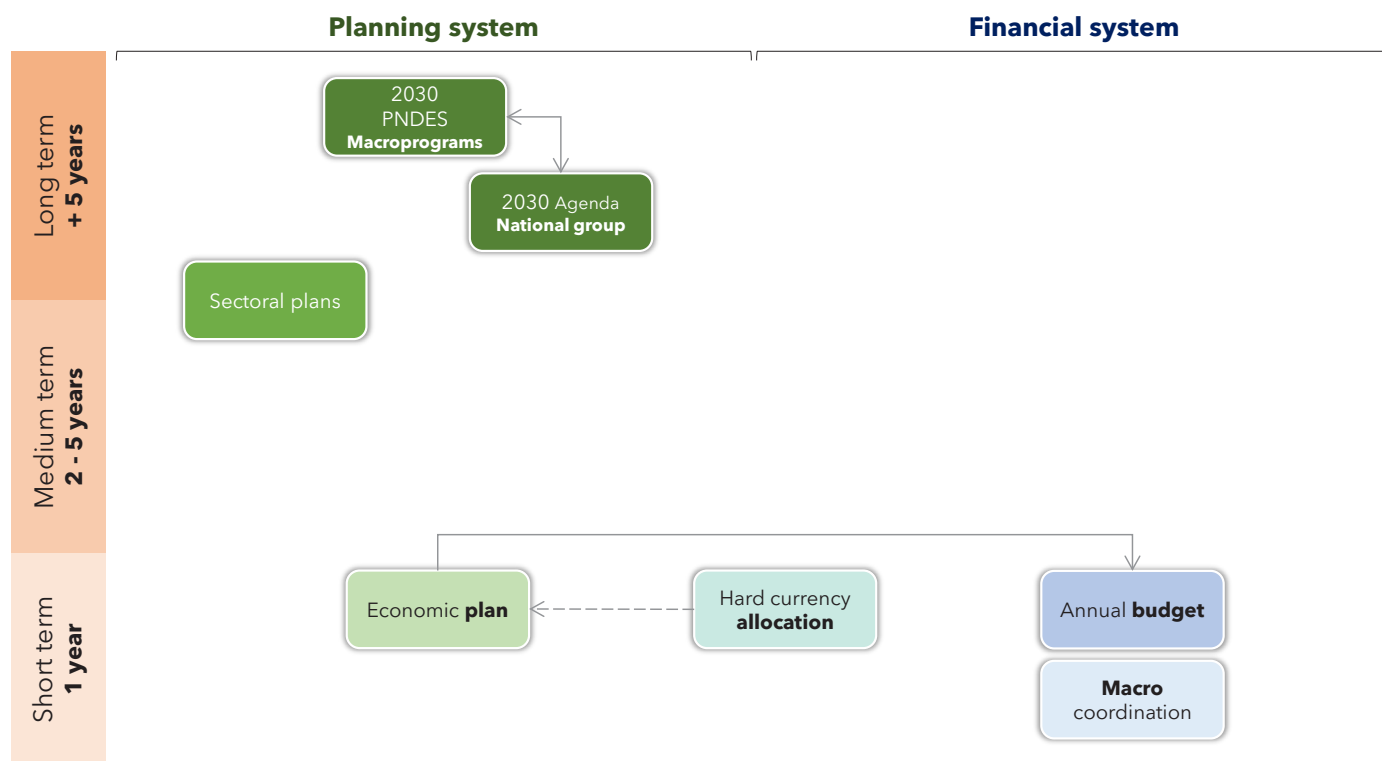 Planning system
Financial system
Long term
+ 5 years
2030
PNDES
Macroprograms
2030 Agenda
National group
Sectoral plans
Medium term
2 - 5 years
Short term
1 year
Economic plan
Hard currency
allocation
Annual budget
Macro
coordination